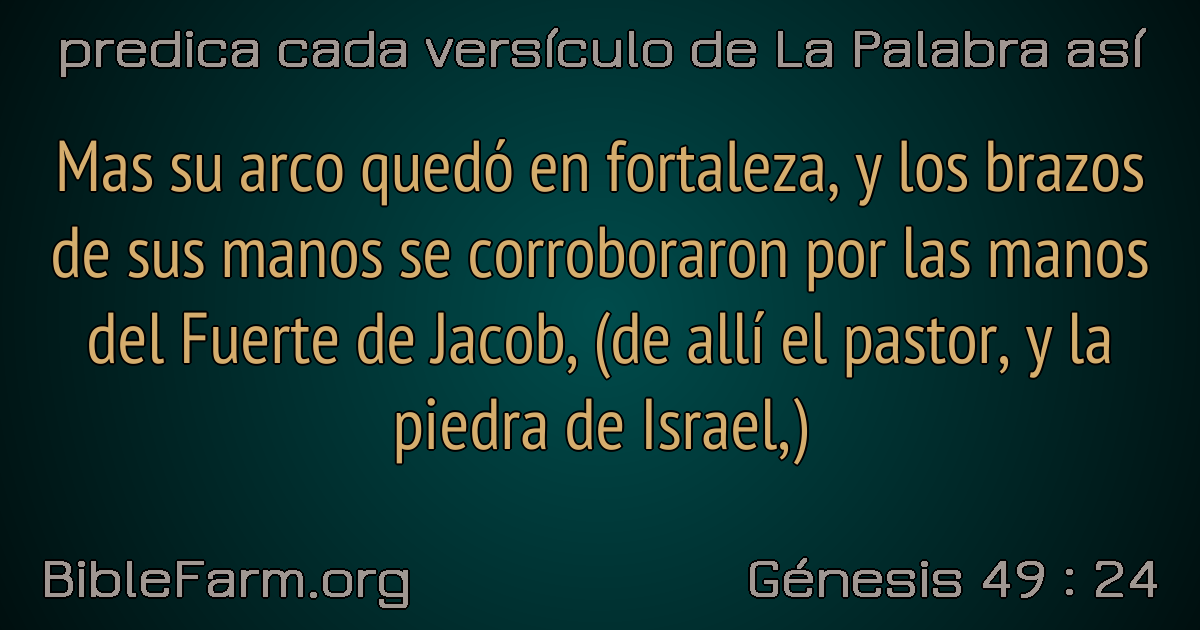 predica cada versículo de La Palabra así
Mas su arco quedó en fortaleza, y los brazos
de sus manos se corroboraron por las manos
del Fuerte de Jacob, (de allí el pastor, y la
piedra de Israel,)
BibleFarm.org
Génesis 49 : 24